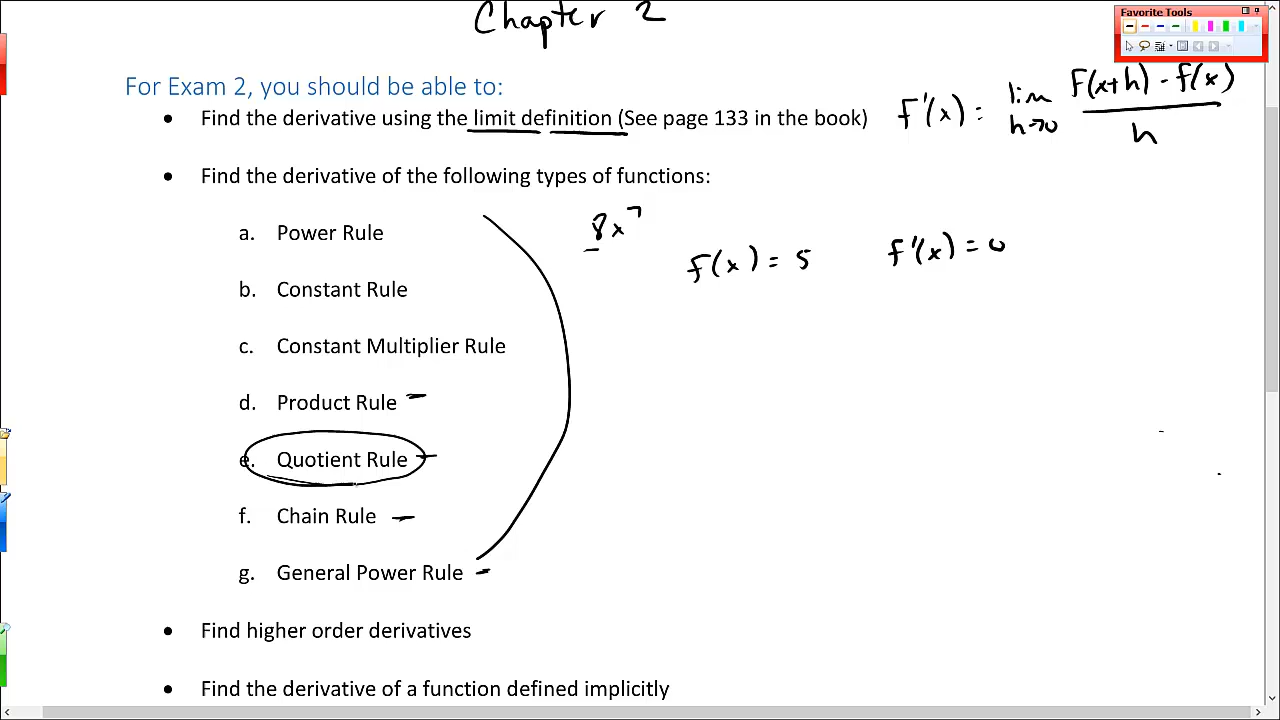 Chapter 2
Favorite Tools
For Exam 2, you should be able to:
• Find the derivative using the limit definition (See page 133 in the book)
f'(x) = lim h→0 F(x+h) - f(x) / h
• Find the derivative of the following types of functions:
8x^7
a. Power Rule
f(x) = 5 f'(x) = 0
b. Constant Rule
c. Constant Multiplier Rule
d. Product Rule
e. Quotient Rule
f. Chain Rule
g. General Power Rule
• Find higher order derivatives
• Find the derivative of a function defined implicitly